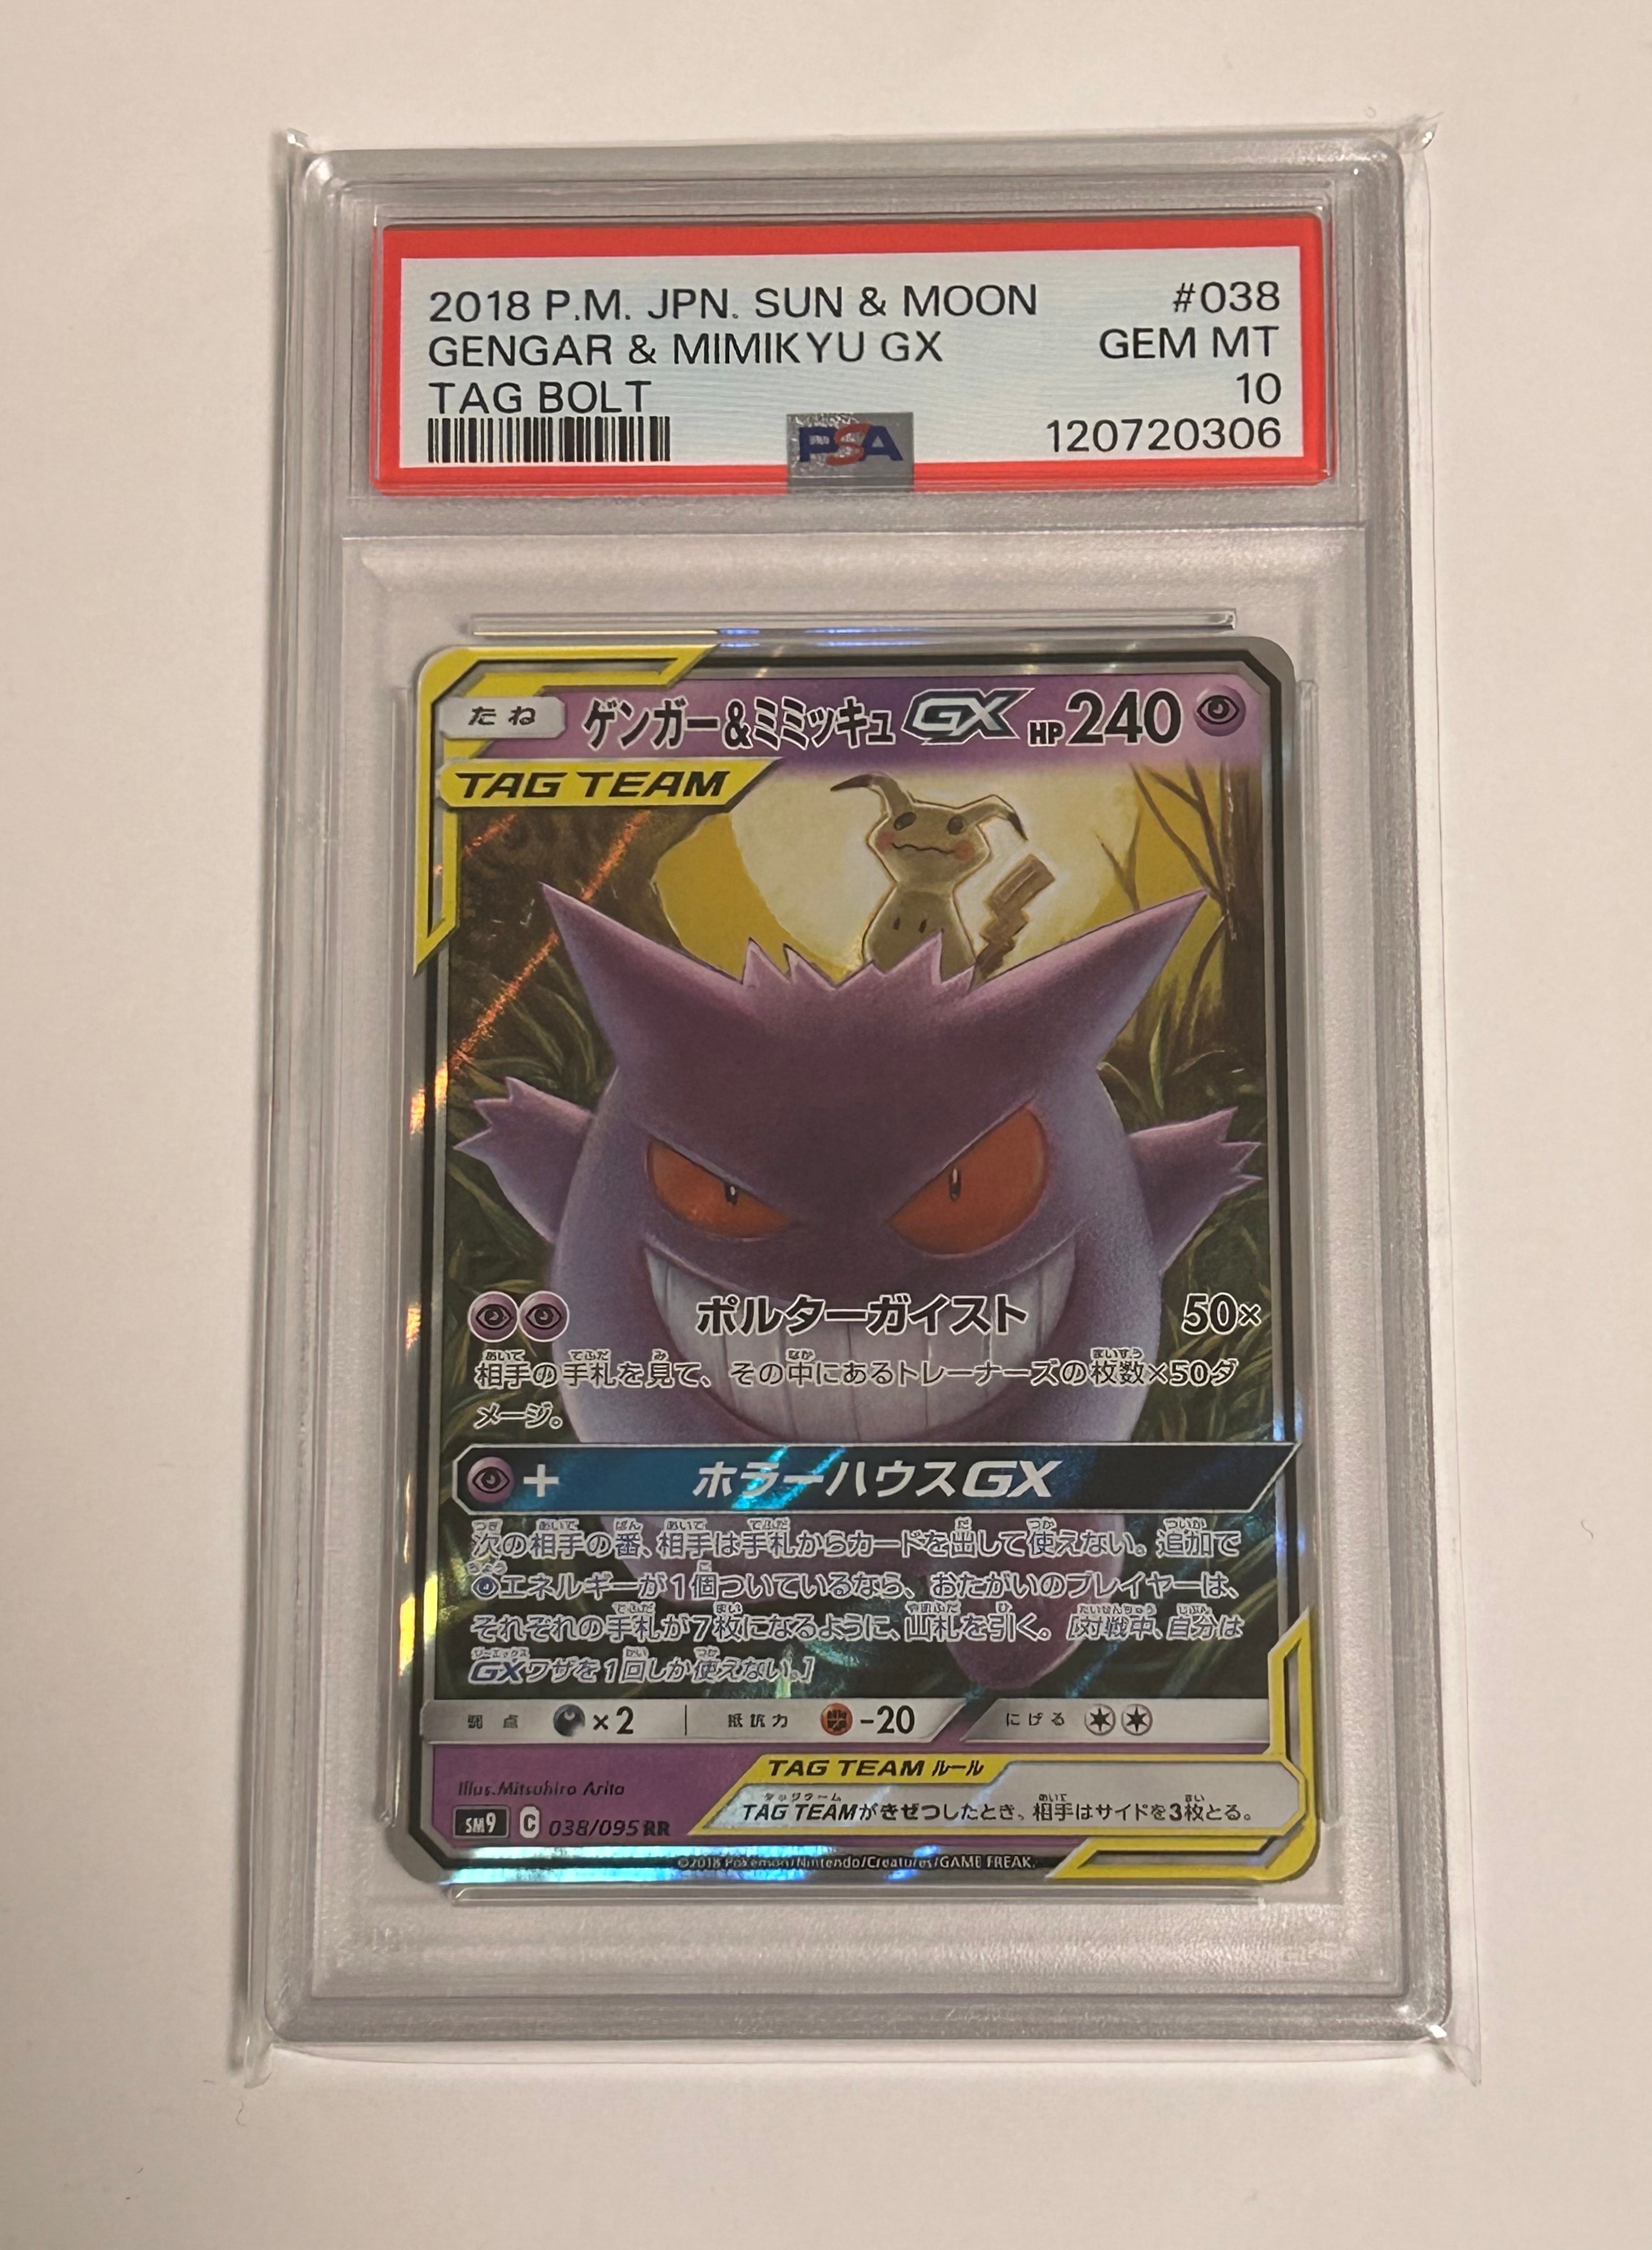 2018 P.M. JPN. SUN & MOON #038
GENGAR & MIMIKYU GX GEM MT
TAG BOLT 10
PSA 120720306
たね ゲンガー&ミミッキュGX HP240
TAG TEAM
ポルターガイスト 50×
相手の手札を見て、その中にあるトレーナーズの枚数×50ダ
メージ。
+ ホラーハウスGX
次の相手の番、相手は手札からカードを出して使えない。追加で
エネルギーが1個ついているなら、おたがいのプレイヤーは、
それぞれの手札が7枚になるように、山札を引く。[対戦中、自分は
GXワザを1回しか使えない。]
弱点 ×2 抵抗力 -20 にげる
TAG TEAM ルール
Illus.Mitsuhiro Arita
TAG TEAMがきぜつしたとき、相手はサイドを3枚とる。
SM9 C 038/095 RR
©2018 Pokémon/Nintendo/Creatures/GAME FREAK.